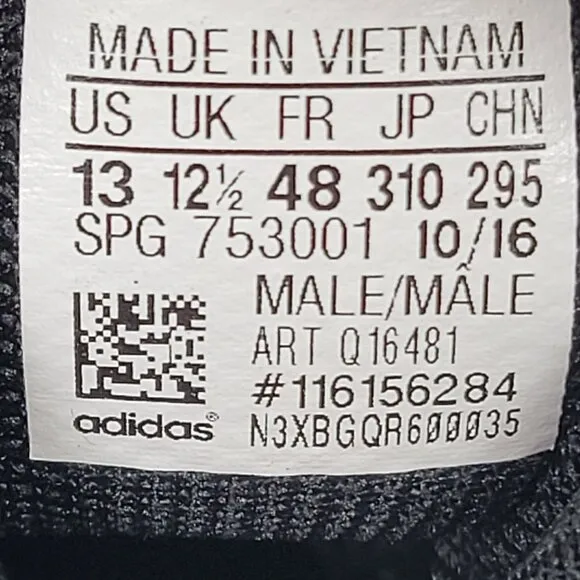 MADE IN VIETNAM
US UK FR JP CHN
13 12½ 48 310 295
SPG 753001 10/16
MALE/MÂLE
ART Q16481
#116156284
adidas® N3XBGQR600035